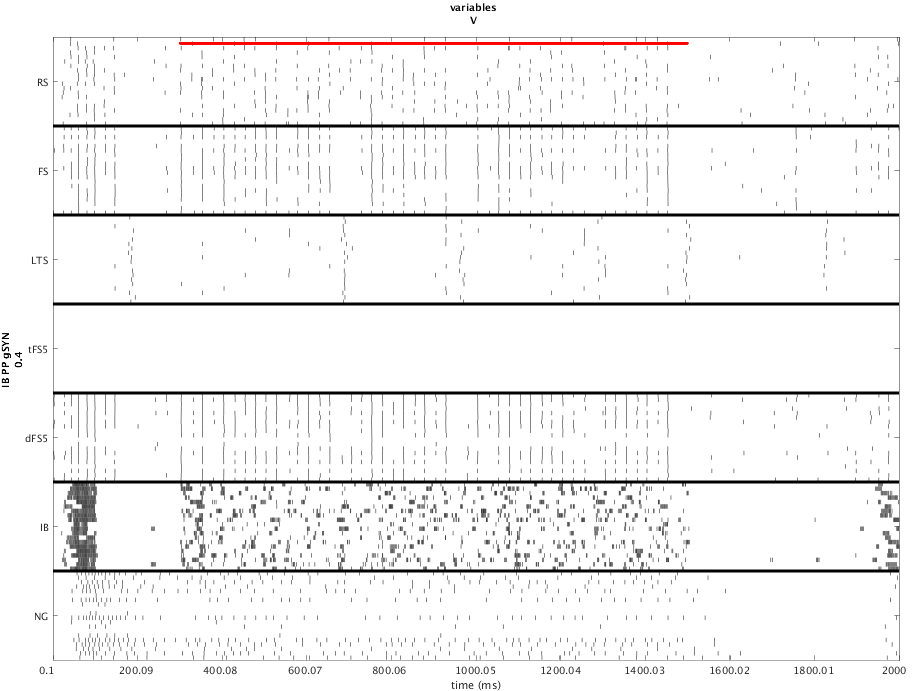 variables
V
RS
FS
LTS
tFS5
dFS5
IB
NG
IB PP gSYN
0.4
0.1 200.09 400.08 600.07 800.06 1000.05 1200.04 1400.03 1600.02 1800.01 2000
time (ms)